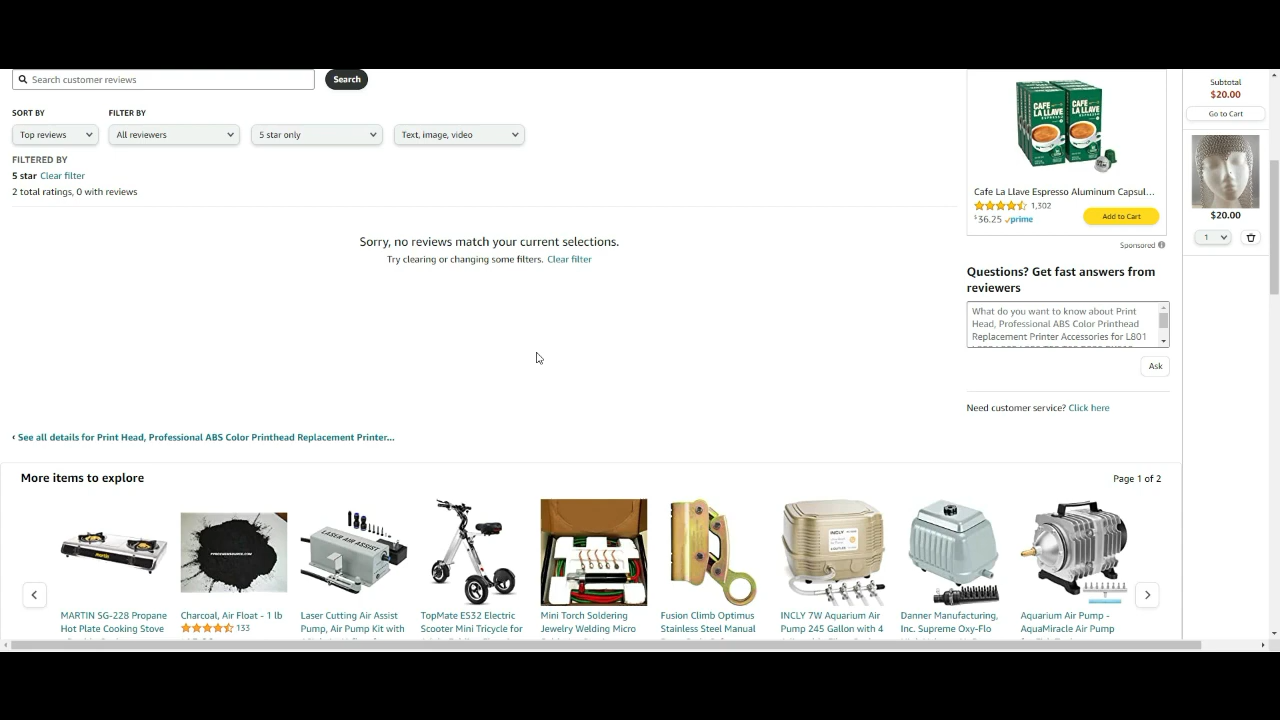 Search customer reviews
Search
SORT BY
FILTER BY
Top reviews
All reviewers
5 star only
Text, image, video
FILTERED BY
5 star Clear filter
2 total ratings, 0 with reviews
Sorry, no reviews match your current selections.
Try clearing or changing some filters. Clear filter
‹ See all details for Print Head, Professional ABS Color Printhead Replacement Printer...
CAFE LA LLAVE
CAFE LA LLAVE
Cafe La Llave Espresso Aluminum Capsul...
1,302
$36.25 prime
Add to Cart
Sponsored
Questions? Get fast answers from
reviewers
What do you want to know about Print
Head, Professional ABS Color Printhead
Replacement Printer Accessories for L801
Ask
Need customer service? Click here
Subtotal
$20.00
Go to Cart
$20.00
1
More items to explore
Page 1 of 2
MARTIN SG-228 Propane
Hot Plate Cooking Stove
Charcoal, Air Float - 1 lb
133
LASER AIR ASSIST
Laser Cutting Air Assist
Pump, Air Pump Kit with
TopMate ES32 Electric
Scooter Mini Tricycle for
Mini Torch Soldering
Jewelry Welding Micro
Fusion Climb Optimus
Stainless Steel Manual
INCLY 7W Aquarium Air
Pump 245 Gallon with 4
Danner Manufacturing,
Inc. Supreme Oxy-Flo
Aquarium Air Pump -
AquaMiracle Air Pump